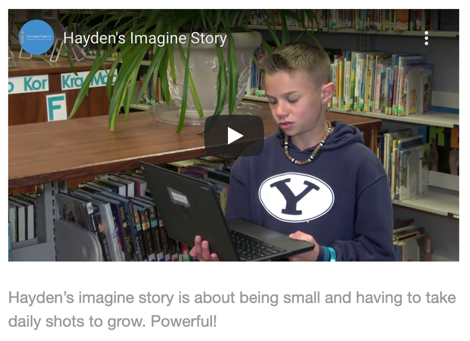 Hayden's Imagine Story
Kor
F
Y
Hayden's imagine story is about being small and having to take
daily shots to grow. Powerful!